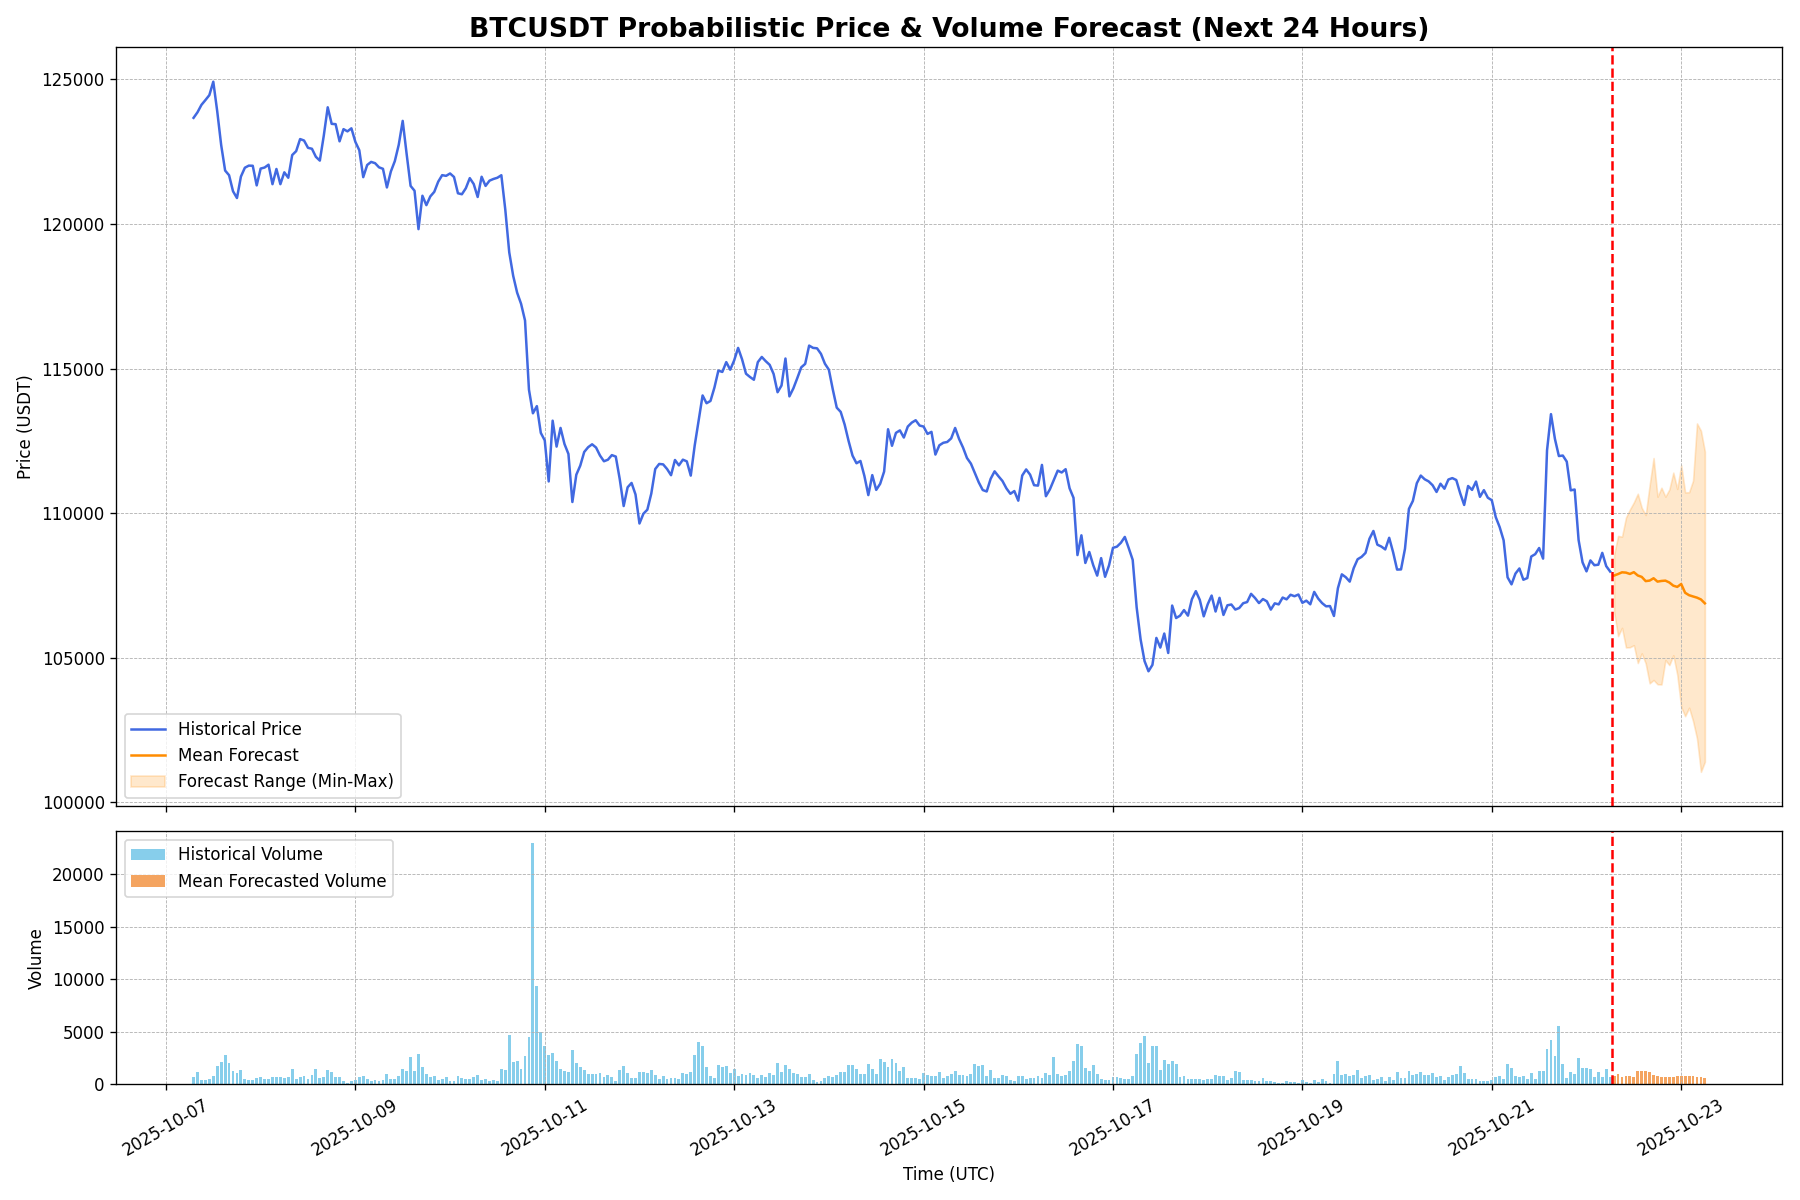 BTCUSDT Probabilistic Price & Volume Forecast (Next 24 Hours)
Price (USDT)
125000
120000
115000
110000
105000
100000
Historical Price
Mean Forecast
Forecast Range (Min-Max)
Volume
20000
15000
10000
5000
0
Historical Volume
Mean Forecasted Volume
2025-10-07
2025-10-09
2025-10-11
2025-10-13
2025-10-15
2025-10-17
2025-10-19
2025-10-21
2025-10-23
Time (UTC)